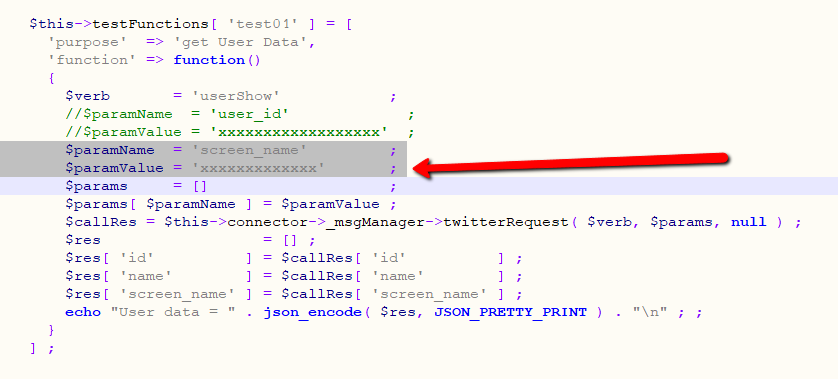 $this->testFunctions[ 'test01' ] = [
'purpose'  => 'get User Data',
'function' => function()
{
$verb       = 'userShow'            ;
//$paramName  = 'user_id'             ;
//$paramValue = 'xxxxxxxxxxxxxxxxxx'  ;
$paramName  = 'screen_name'         ;
$paramValue = 'xxxxxxxxxxxxx'       ;
$params     = []                    ;
$params[ $paramName ] = $paramValue ;
$callRes = $this->connector->_msgManager->twitterRequest( $verb, $params, null ) ;
$res                  = [] ;
$res[ 'id'          ] = $callRes[ 'id'          ] ;
$res[ 'name'        ] = $callRes[ 'name'        ] ;
$res[ 'screen_name' ] = $callRes[ 'screen_name' ] ;
echo "User data = " . json_encode( $res, JSON_PRETTY_PRINT ) . "\n" ; ;
}
] ;